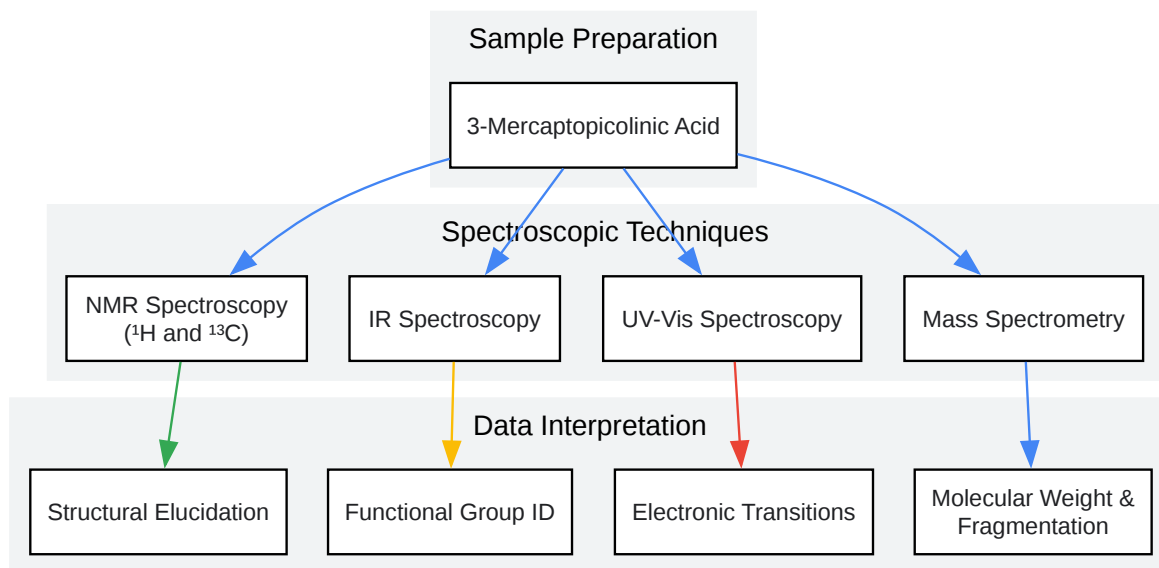 Sample Preparation
3-Mercaptopicolinic Acid
Spectroscopic Techniques
NMR Spectroscopy
(¹H and ¹³C)
IR Spectroscopy
UV-Vis Spectroscopy
Mass Spectrometry
Data Interpretation
Structural Elucidation
Functional Group ID
Electronic Transitions
Molecular Weight &
Fragmentation